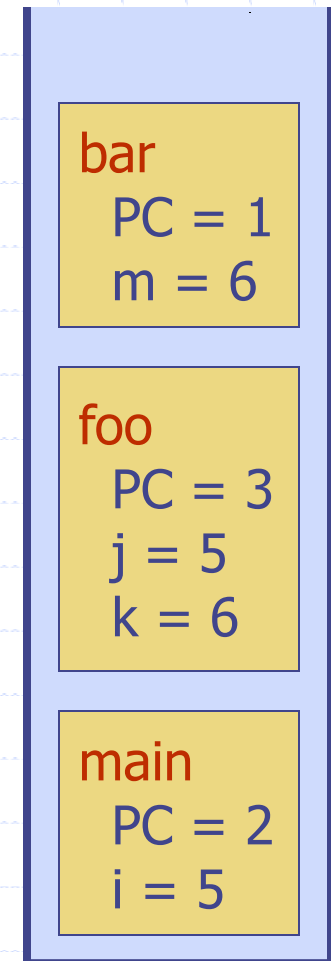 bar
PC = 1
m = 6
foo
PC = 3
j = 5
k = 6
main
PC = 2
i = 5